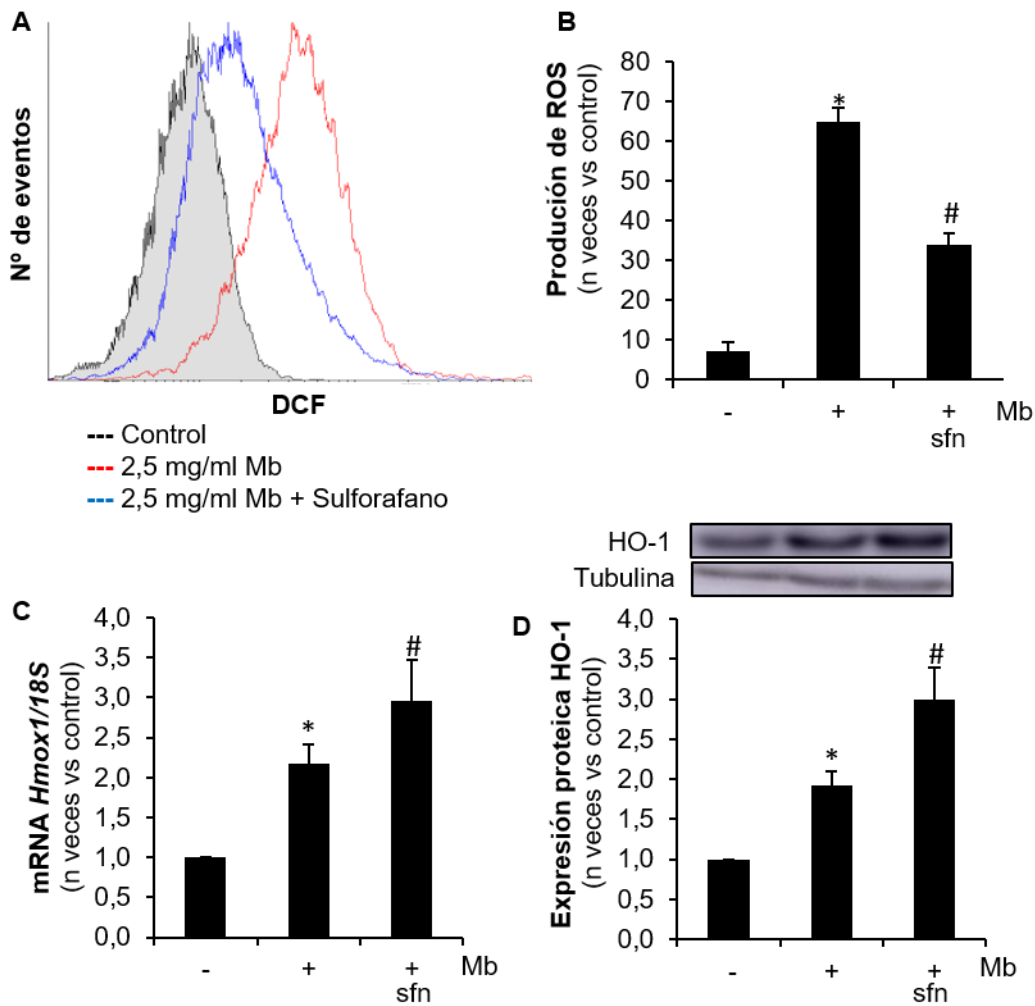 A
Nº de eventos
DCF
--- Control
--- 2,5 mg/ml Mb
--- 2,5 mg/ml Mb + Sulforafano
B
Produción de ROS
(n veces vs control)
80
70
60
50
40
30
20
10
0
*
#
- + + Mb
sfn
C
mRNA Hmox1/18S
(n veces vs control)
4,0
3,5
3,0
2,5
2,0
1,5
1,0
0,5
0,0
*
#
- + + Mb
sfn
HO-1
Tubulina
D
Expresión proteica HO-1
(n veces vs control)
4,0
3,5
3,0
2,5
2,0
1,5
1,0
0,5
0,0
*
#
- + + Mb
sfn